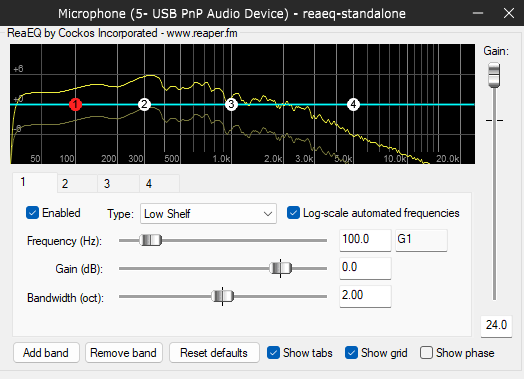 Microphone (5- USB PnP Audio Device) - reaeq-standalone
ReaEQ by Cockos Incorporated - www.reaper.fm
Gain:
+6
+0
-6
1 2 3 4
50 100 300 500 1.0k 2.0k 3.0k 5.0k 10.0k 20.0k
1 2 3 4
Enabled Type: Low Shelf Log-scale automated frequencies
Frequency (Hz): 100.0 G1
Gain (dB): 0.0
Bandwidth (oct): 2.00
24.0
Add band Remove band Reset defaults Show tabs Show grid Show phase